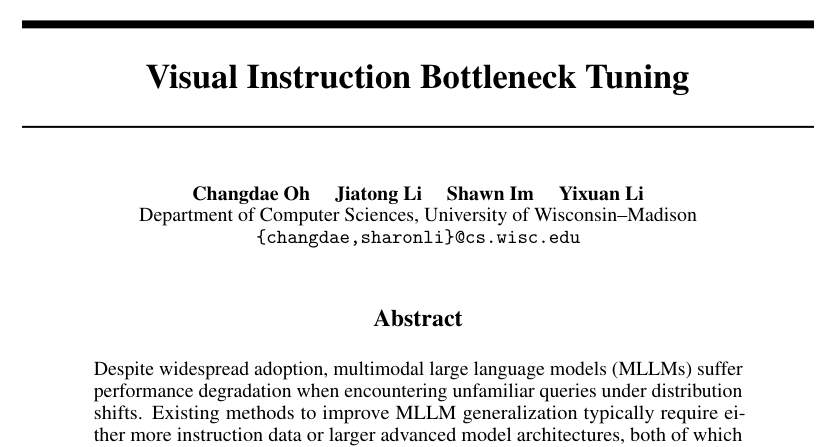 Visual Instruction Bottleneck Tuning
Changdae Oh Jiatong Li Shawn Im Yixuan Li
Department of Computer Sciences, University of Wisconsin–Madison
{changdae,sharonli}@cs.wisc.edu
Abstract
Despite widespread adoption, multimodal large language models (MLLMs) suffer
performance degradation when encountering unfamiliar queries under distribution
shifts. Existing methods to improve MLLM generalization typically require ei-
ther more instruction data or larger advanced model architectures, both of which